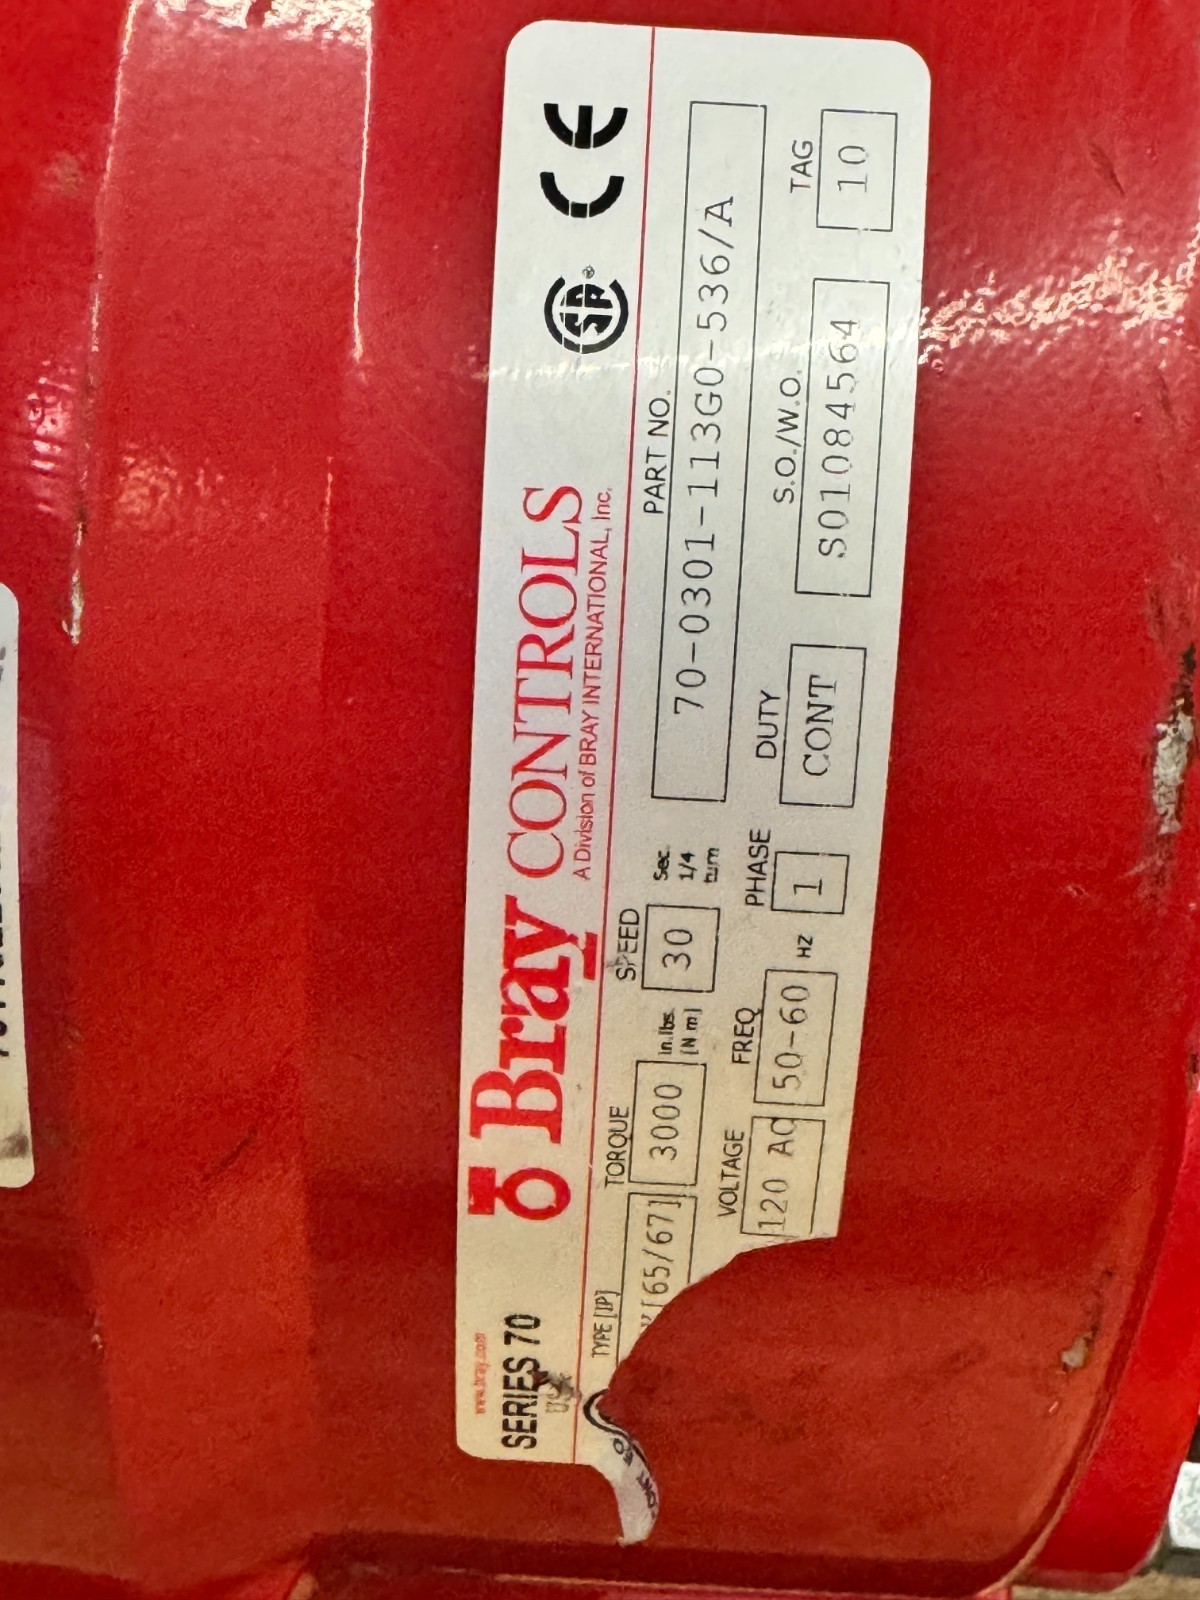 www.bray.com
SERIES 70
USA
Bray CONTROLS
A Division of BRAY INTERNATIONAL, Inc.
SA® CE
TYPE [IP] TORQUE SPEED PART NO.
[65/67] 3000 in.lbs. [N m] 30 Sec. 1/4 turn 70-0301-113G0-536/A
VOLTAGE FREQ PHASE DUTY S.O./W.O. TAG
120 AC 50-60 HZ 1 CONT S01084564 10